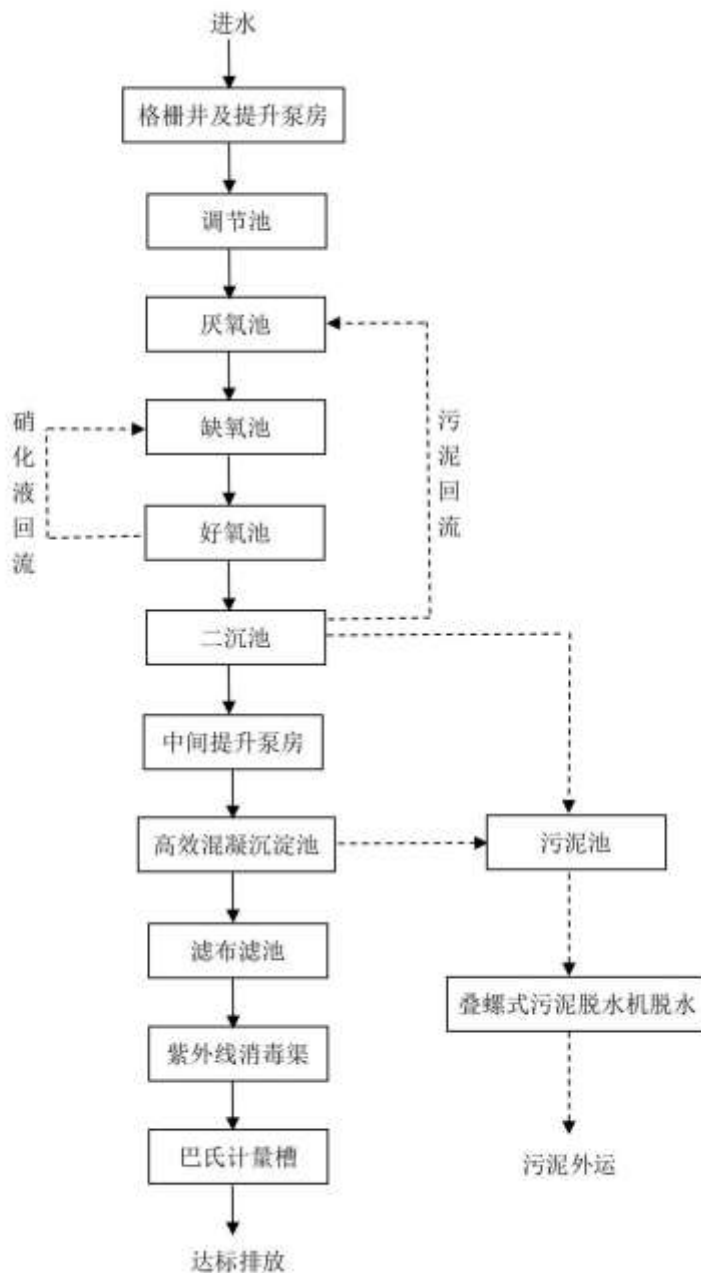 进水
格栅井及提升泵房
调节池
厌氧池
缺氧池
硝化液回流
污泥回流
好氧池
二沉池
中间提升泵房
高效混凝沉淀池
污泥池
滤布滤池
叠螺式污泥脱水机脱水
紫外线消毒渠
巴氏计量槽
污泥外运
达标排放